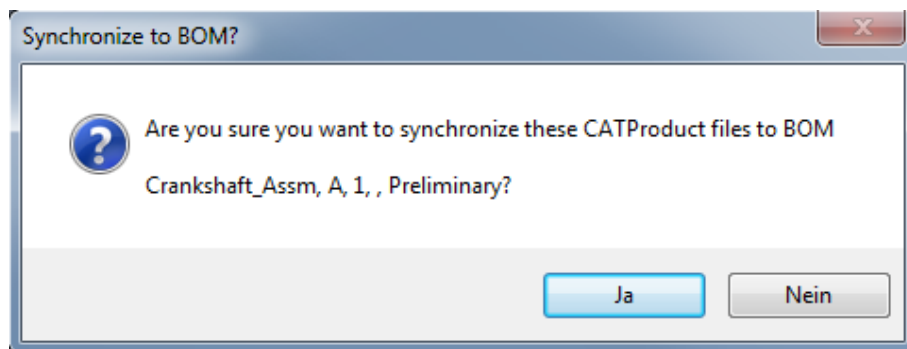 Synchronize to BOM?
Are you sure you want to synchronize these CATProduct files to BOM
Crankshaft_Assm, A, 1, , Preliminary?
Ja
Nein